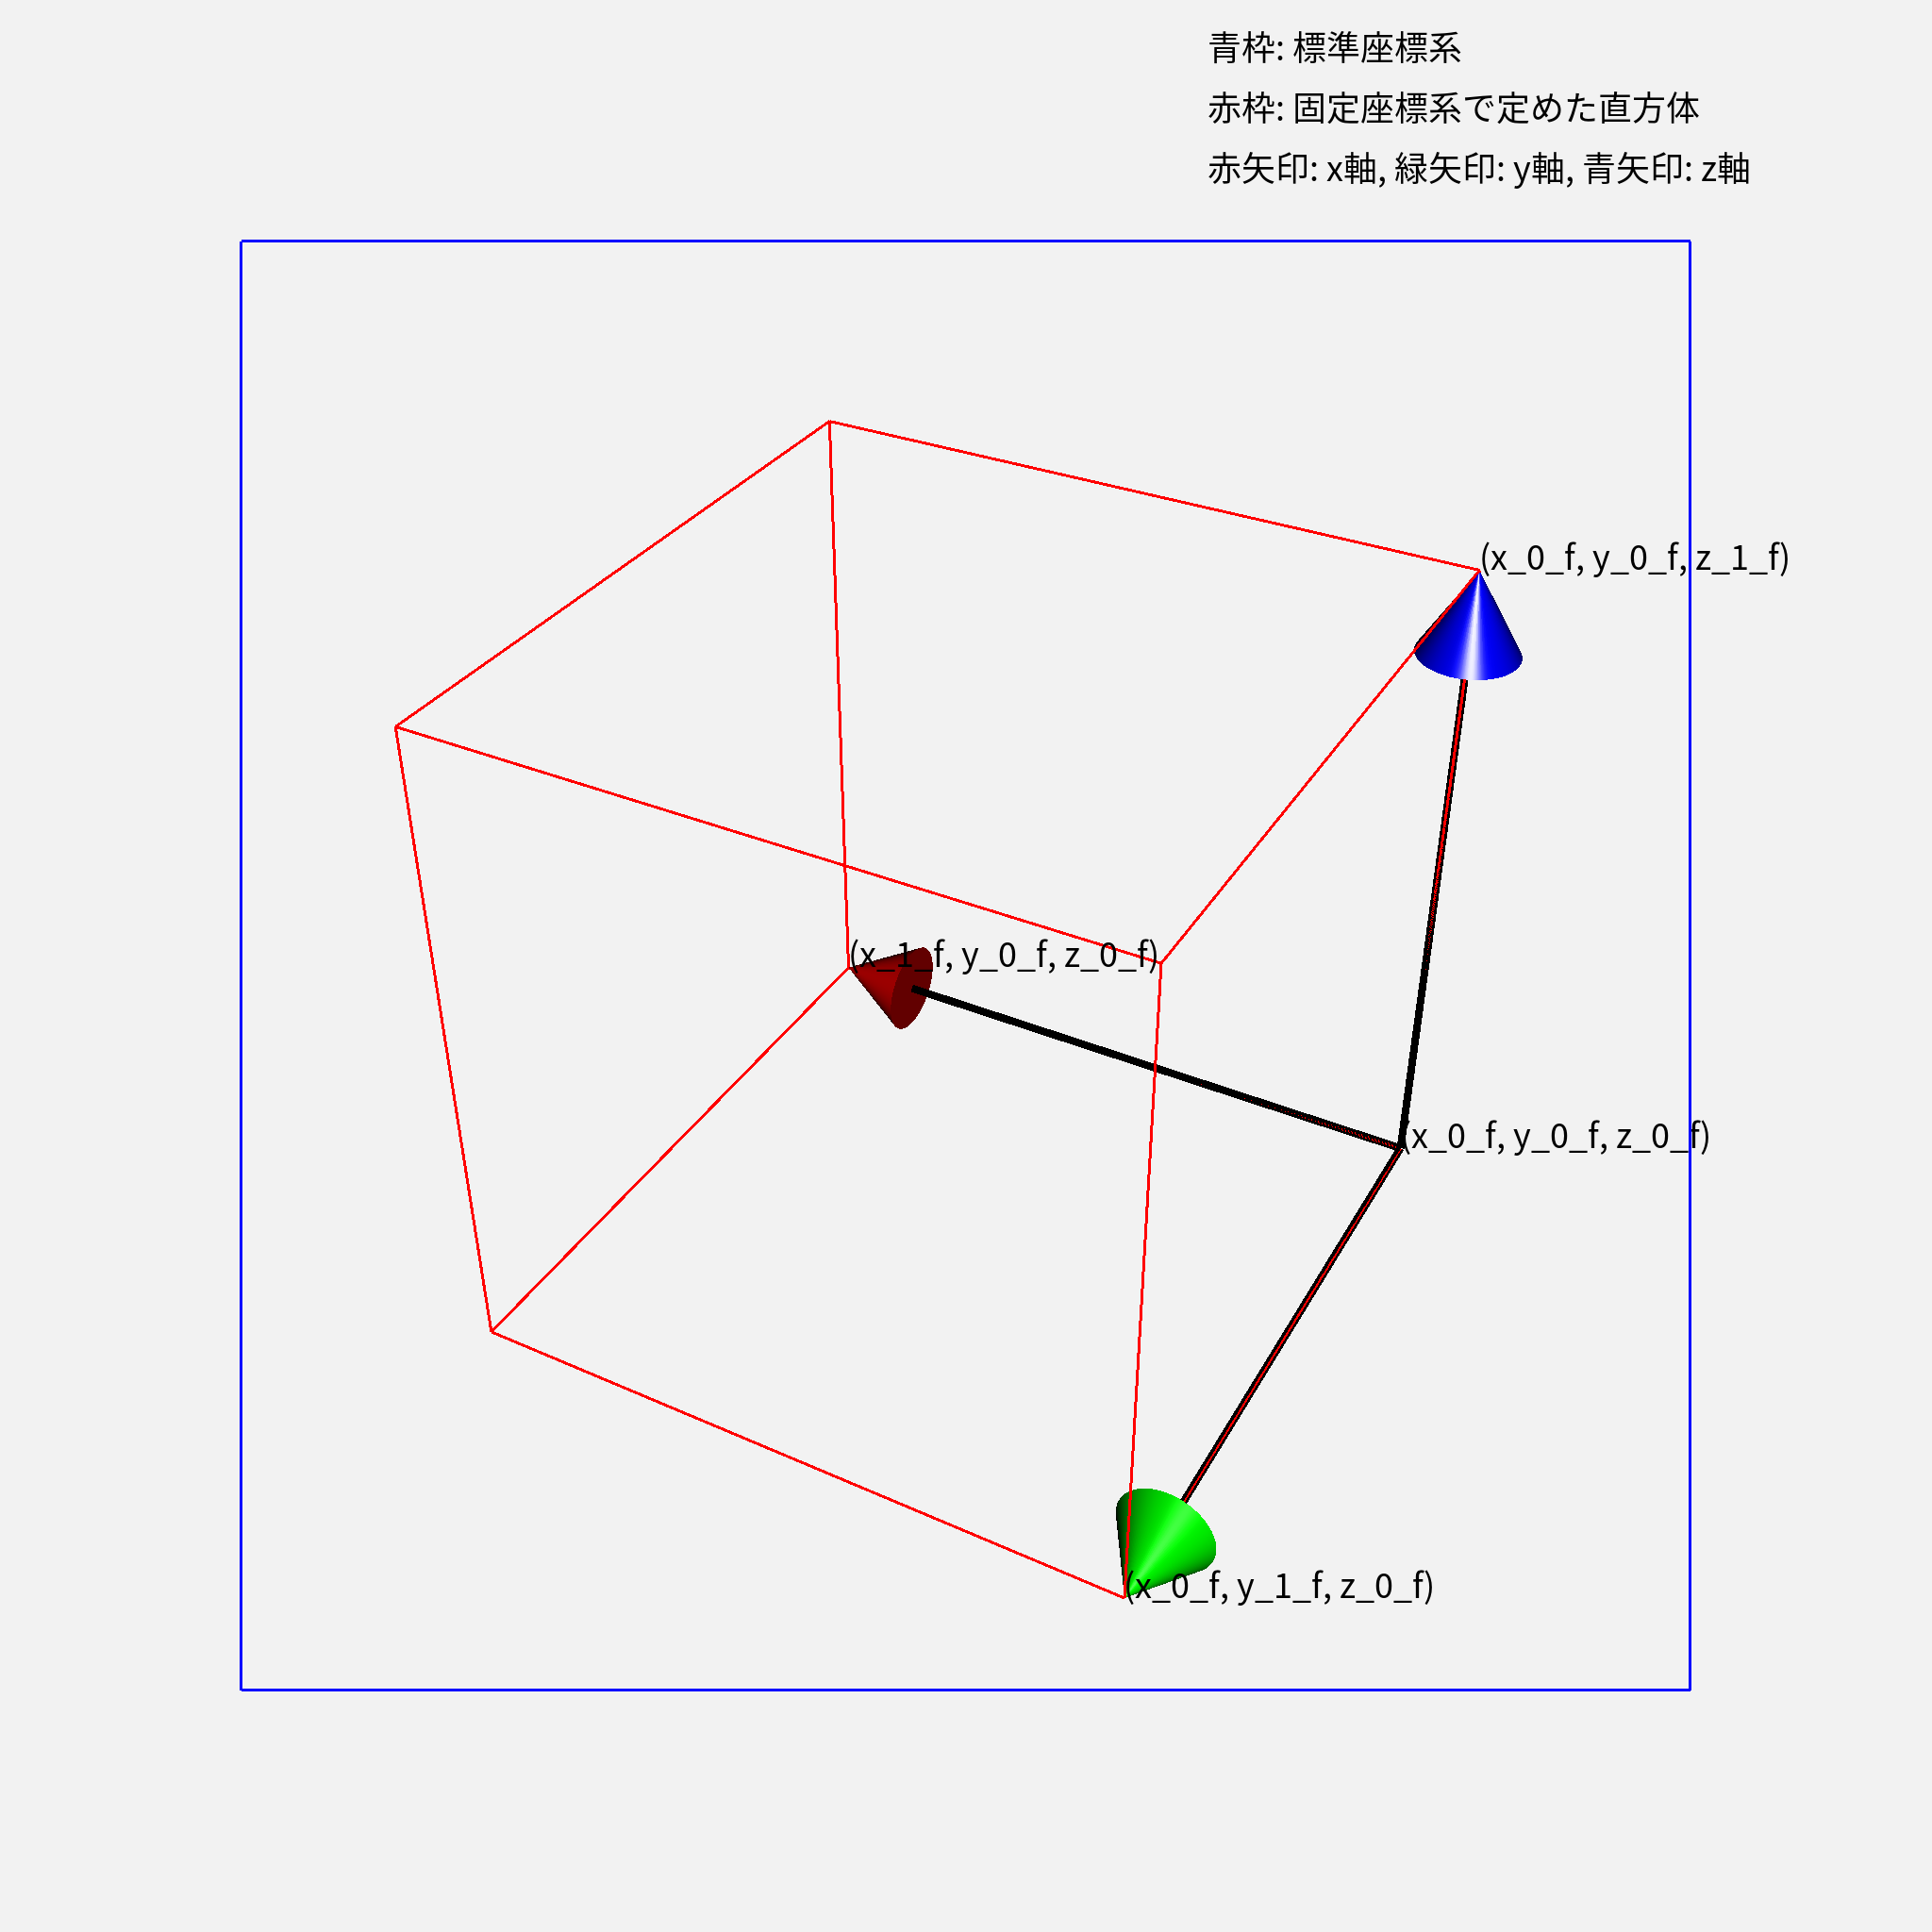 青枠: 標準座標系
赤枠: 固定座標系で定めた直方体
赤矢印: x軸, 緑矢印: y軸, 青矢印: z軸
(x_0_f, y_0_f, z_1_f)
(x_1_f, y_0_f, z_0_f)
(x_0_f, y_0_f, z_0_f)
(x_0_f, y_1_f, z_0_f)